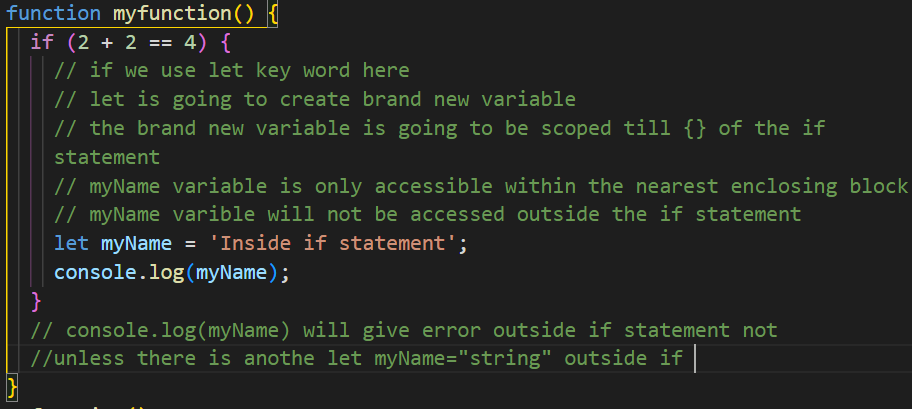 function myfunction() {
if (2 + 2 == 4) {
// if we use let key word here
// let is going to create brand new variable
// the brand new variable is going to be scoped till {} of the if
statement
// myName variable is only accessible within the nearest enclosing block
// myName varible will not be accessed outside the if statement
let myName = 'Inside if statement';
console.log(myName);
}
// console.log(myName) will give error outside if statement not
//unless there is anothe let myName="string" outside if
}